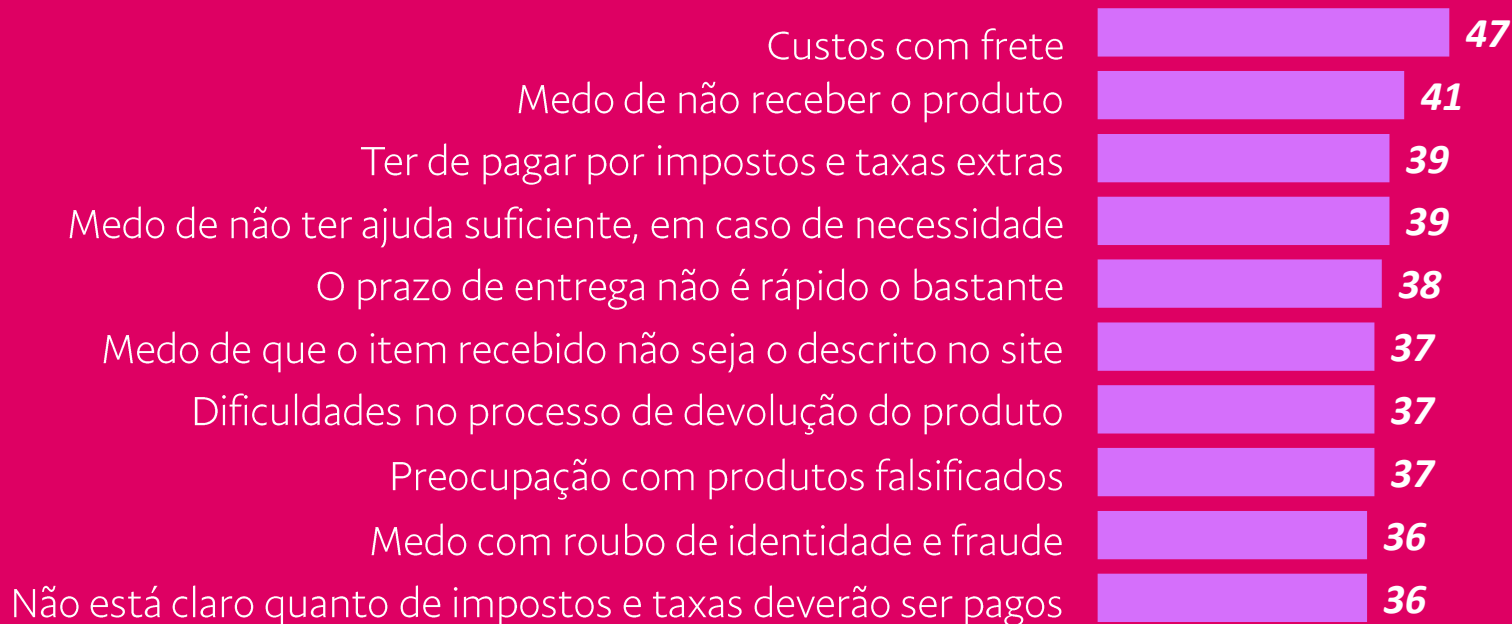 Custos com frete 47
Medo de não receber o produto 41
Ter de pagar por impostos e taxas extras 39
Medo de não ter ajuda suficiente, em caso de necessidade 39
O prazo de entrega não é rápido o bastante 38
Medo de que o item recebido não seja o descrito no site 37
Dificuldades no processo de devolução do produto 37
Preocupação com produtos falsificados 37
Medo com roubo de identidade e fraude 36
Não está claro quanto de impostos e taxas deverão ser pagos 36